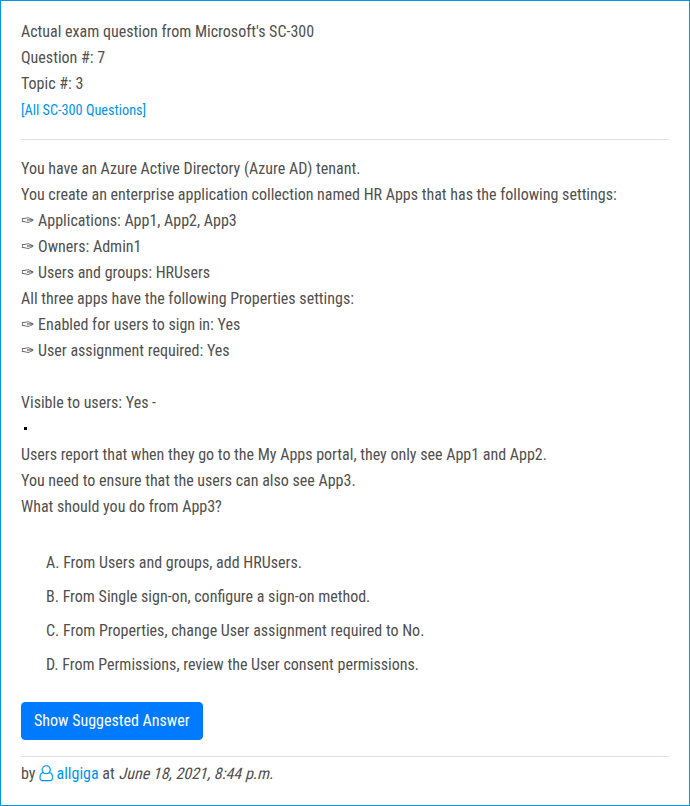 Actual exam question from Microsoft's SC-300
Question #: 7
Topic #: 3
[All SC-300 Questions]
You have an Azure Active Directory (Azure AD) tenant.
You create an enterprise application collection named HR Apps that has the following settings:
✑ Applications: App1, App2, App3
✑ Owners: Admin1
✑ Users and groups: HRUsers
All three apps have the following Properties settings:
✑ Enabled for users to sign in: Yes
✑ User assignment required: Yes
Visible to users: Yes -
▪
Users report that when they go to the My Apps portal, they only see App1 and App2.
You need to ensure that the users can also see App3.
What should you do from App3?
A. From Users and groups, add HRUsers.
B. From Single sign-on, configure a sign-on method.
C. From Properties, change User assignment required to No.
D. From Permissions, review the User consent permissions.
Show Suggested Answer
by allgiga at June 18, 2021, 8:44 p.m.